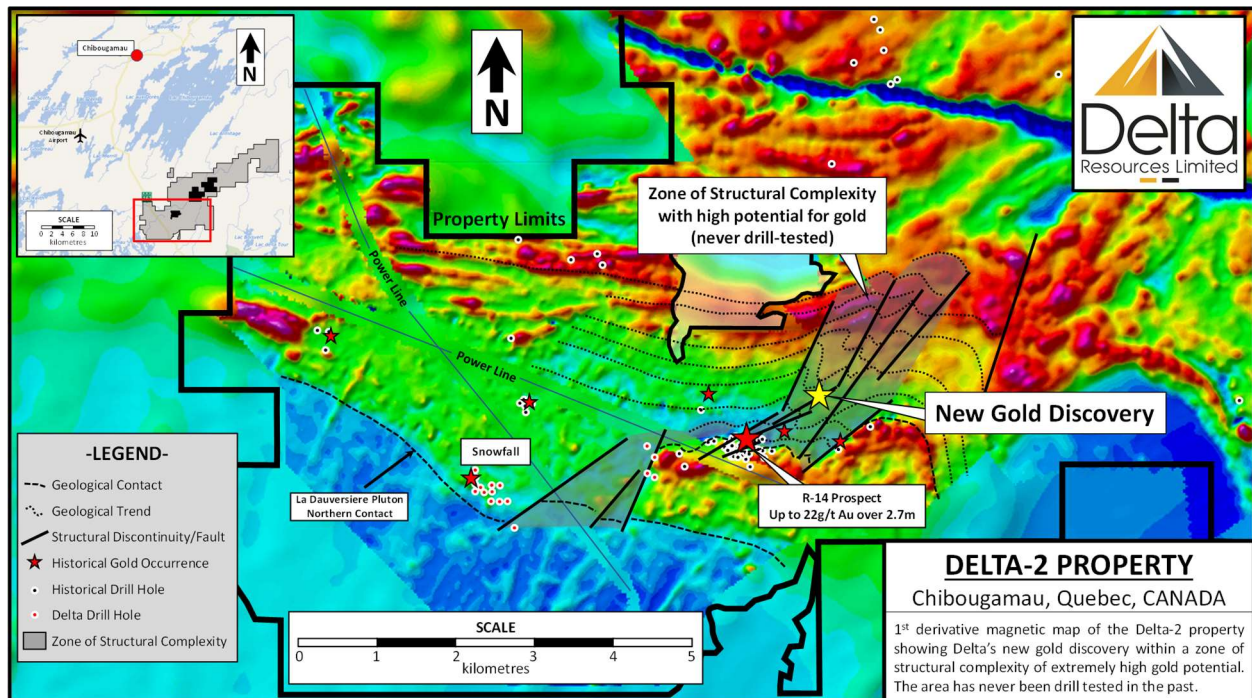 Chibougamau
N
Chibougamau
Airport
SCALE
0 2 4 6 8 10
kilometres
N
Delta
Resources Limited
Zone of Structural Complexity
with high potential for gold
(never drill-tested)
Property Limits
Power Line
Power Line
New Gold Discovery
Snowfall
La Dauversiere Pluton
Northern Contact
R-14 Prospect
Up to 22g/t Au over 2.7m
-LEGEND-
Geological Contact
Geological Trend
Structural Discontinuity/Fault
Historical Gold Occurrence
Historical Drill Hole
Delta Drill Hole
Zone of Structural Complexity
SCALE
0 1 2 3 4 5
kilometres
DELTA-2 PROPERTY
Chibougamau, Quebec, CANADA
1st derivative magnetic map of the Delta-2 property
showing Delta's new gold discovery within a zone of
structural complexity of extremely high gold potential.
The area has never been drill tested in the past.